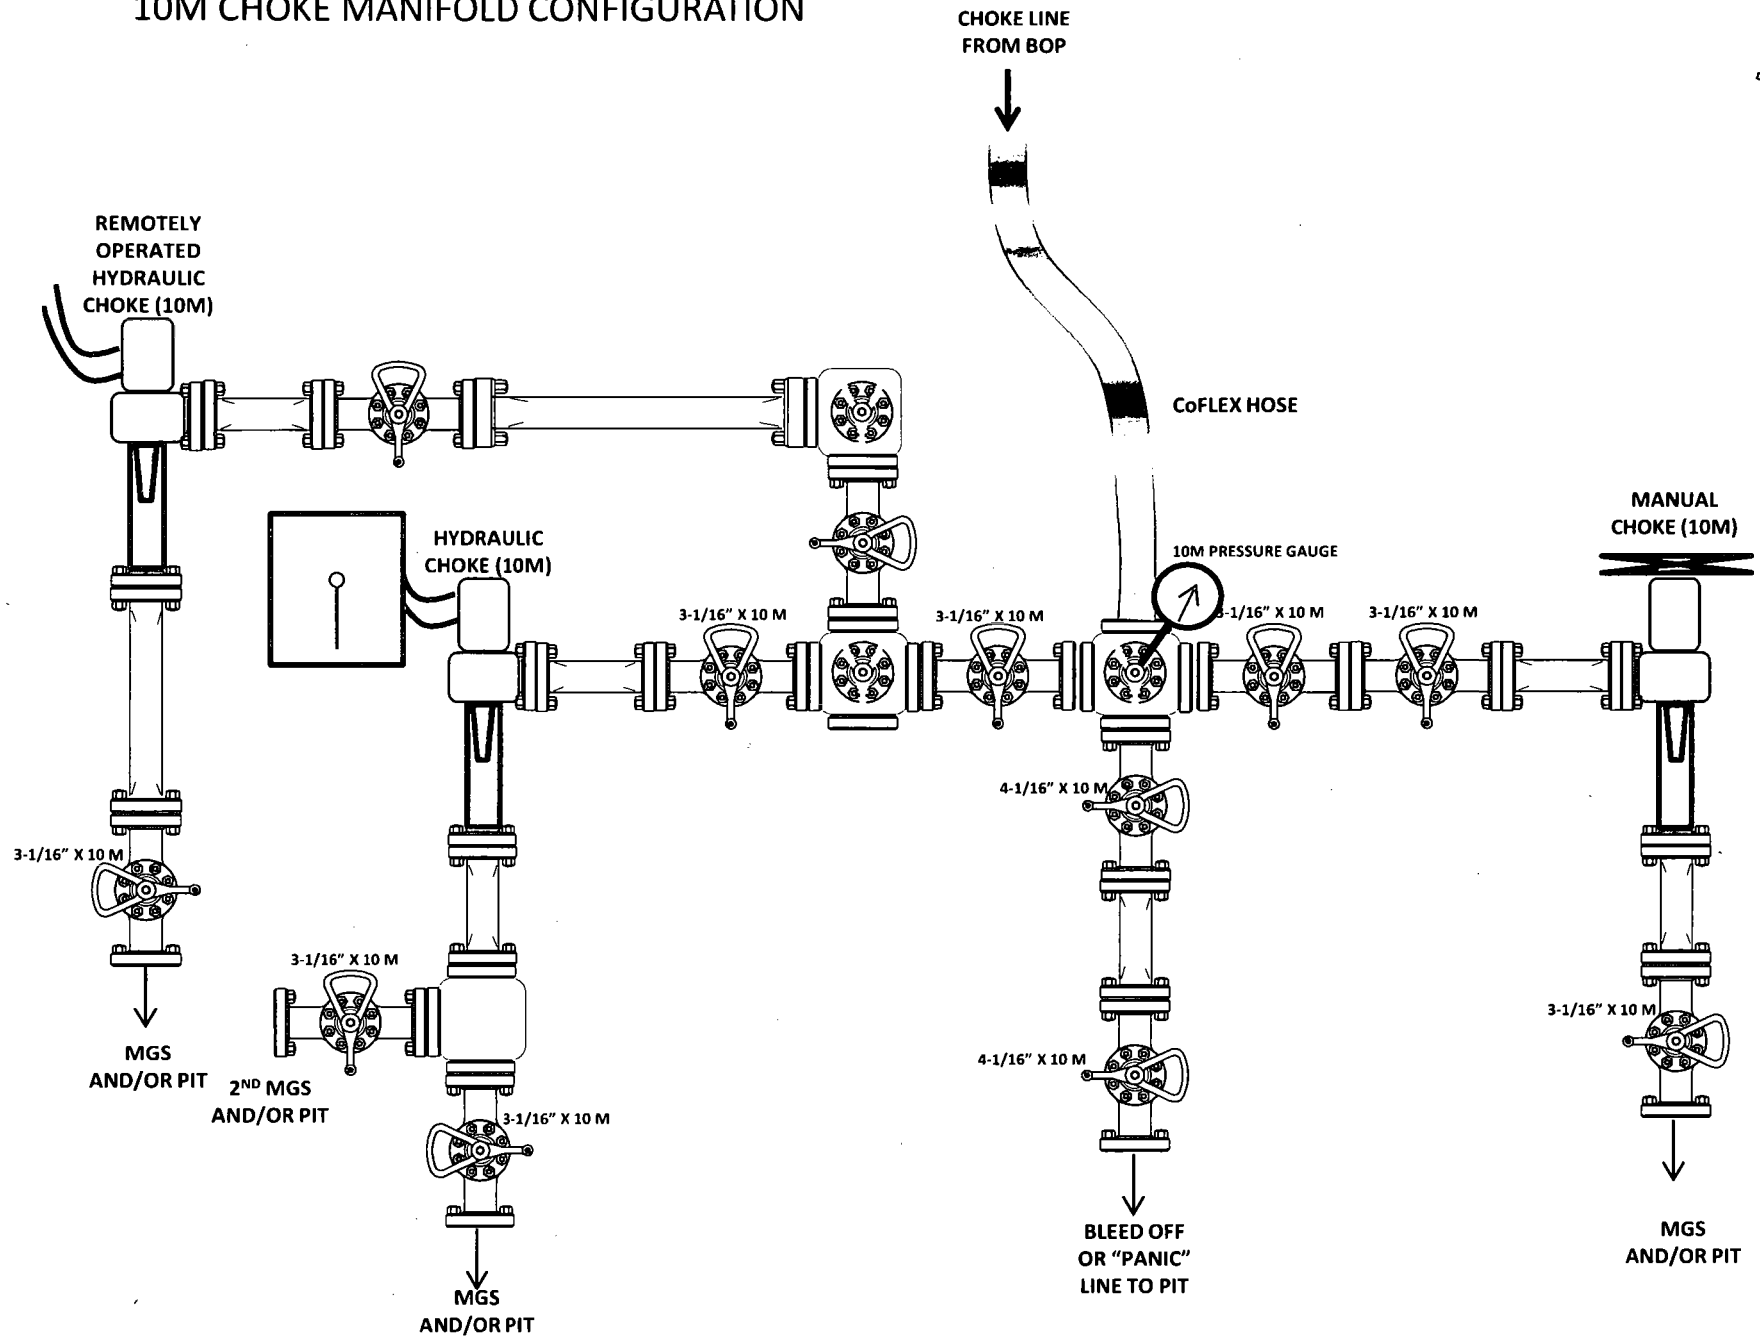 10M CHOKE MANIFOLD CONFIGURATION
CHOKE LINE
FROM BOP
REMOTELY
OPERATED
HYDRAULIC
CHOKE (10M)
CoFLEX HOSE
HYDRAULIC
CHOKE (10M)
MANUAL
CHOKE (10M)
10M PRESSURE GAUGE
3-1/16" X 10 M
3-1/16" X 10 M
3-1/16" X 10 M
3-1/16" X 10 M
4-1/16" X 10 M
3-1/16" X 10 M
3-1/16" X 10 M
3-1/16" X 10 M
4-1/16" X 10 M
MGS
AND/OR PIT
2ND MGS
AND/OR PIT
3-1/16" X 10 M
BLEED OFF
OR "PANIC"
LINE TO PIT
MGS
AND/OR PIT
MGS
AND/OR PIT